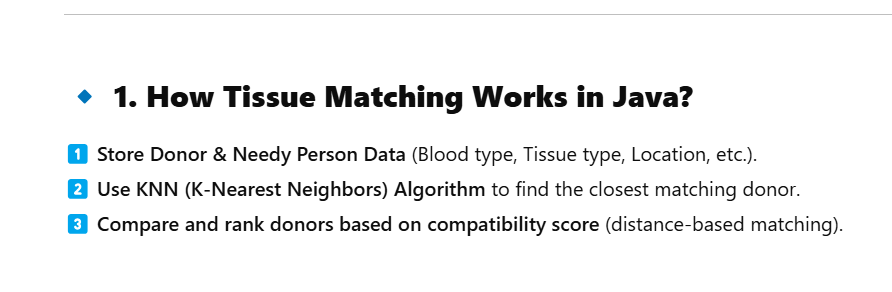 1. How Tissue Matching Works in Java?
1 Store Donor & Needy Person Data (Blood type, Tissue type, Location, etc.).
2 Use KNN (K-Nearest Neighbors) Algorithm to find the closest matching donor.
3 Compare and rank donors based on compatibility score (distance-based matching).